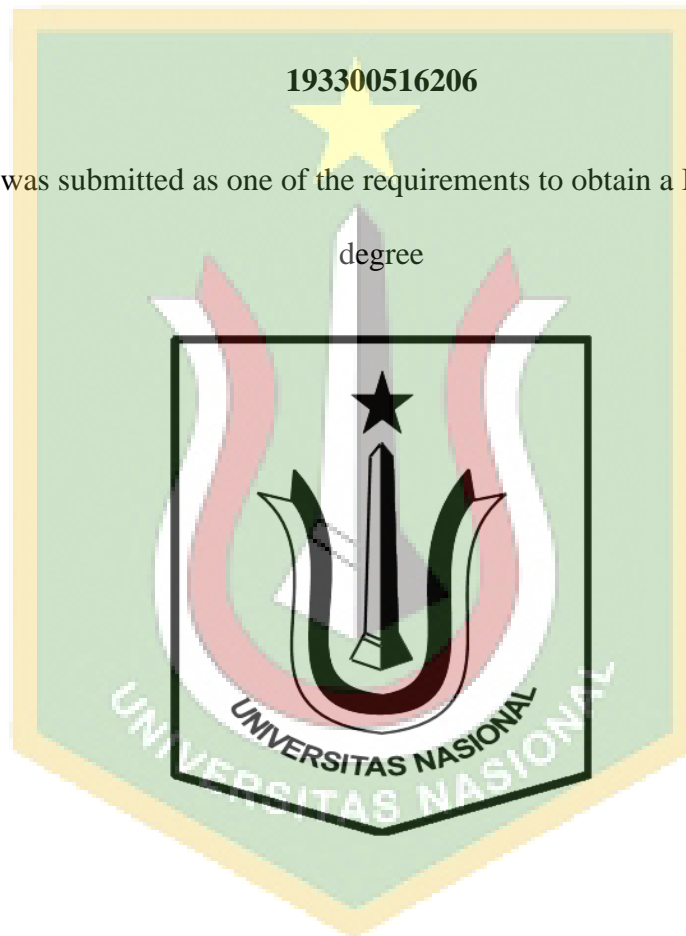 193300516206
was submitted as one of the requirements to obtain a
degree
UNIVERSITAS NASIONAL
UNIVERSITAS NASIONAL